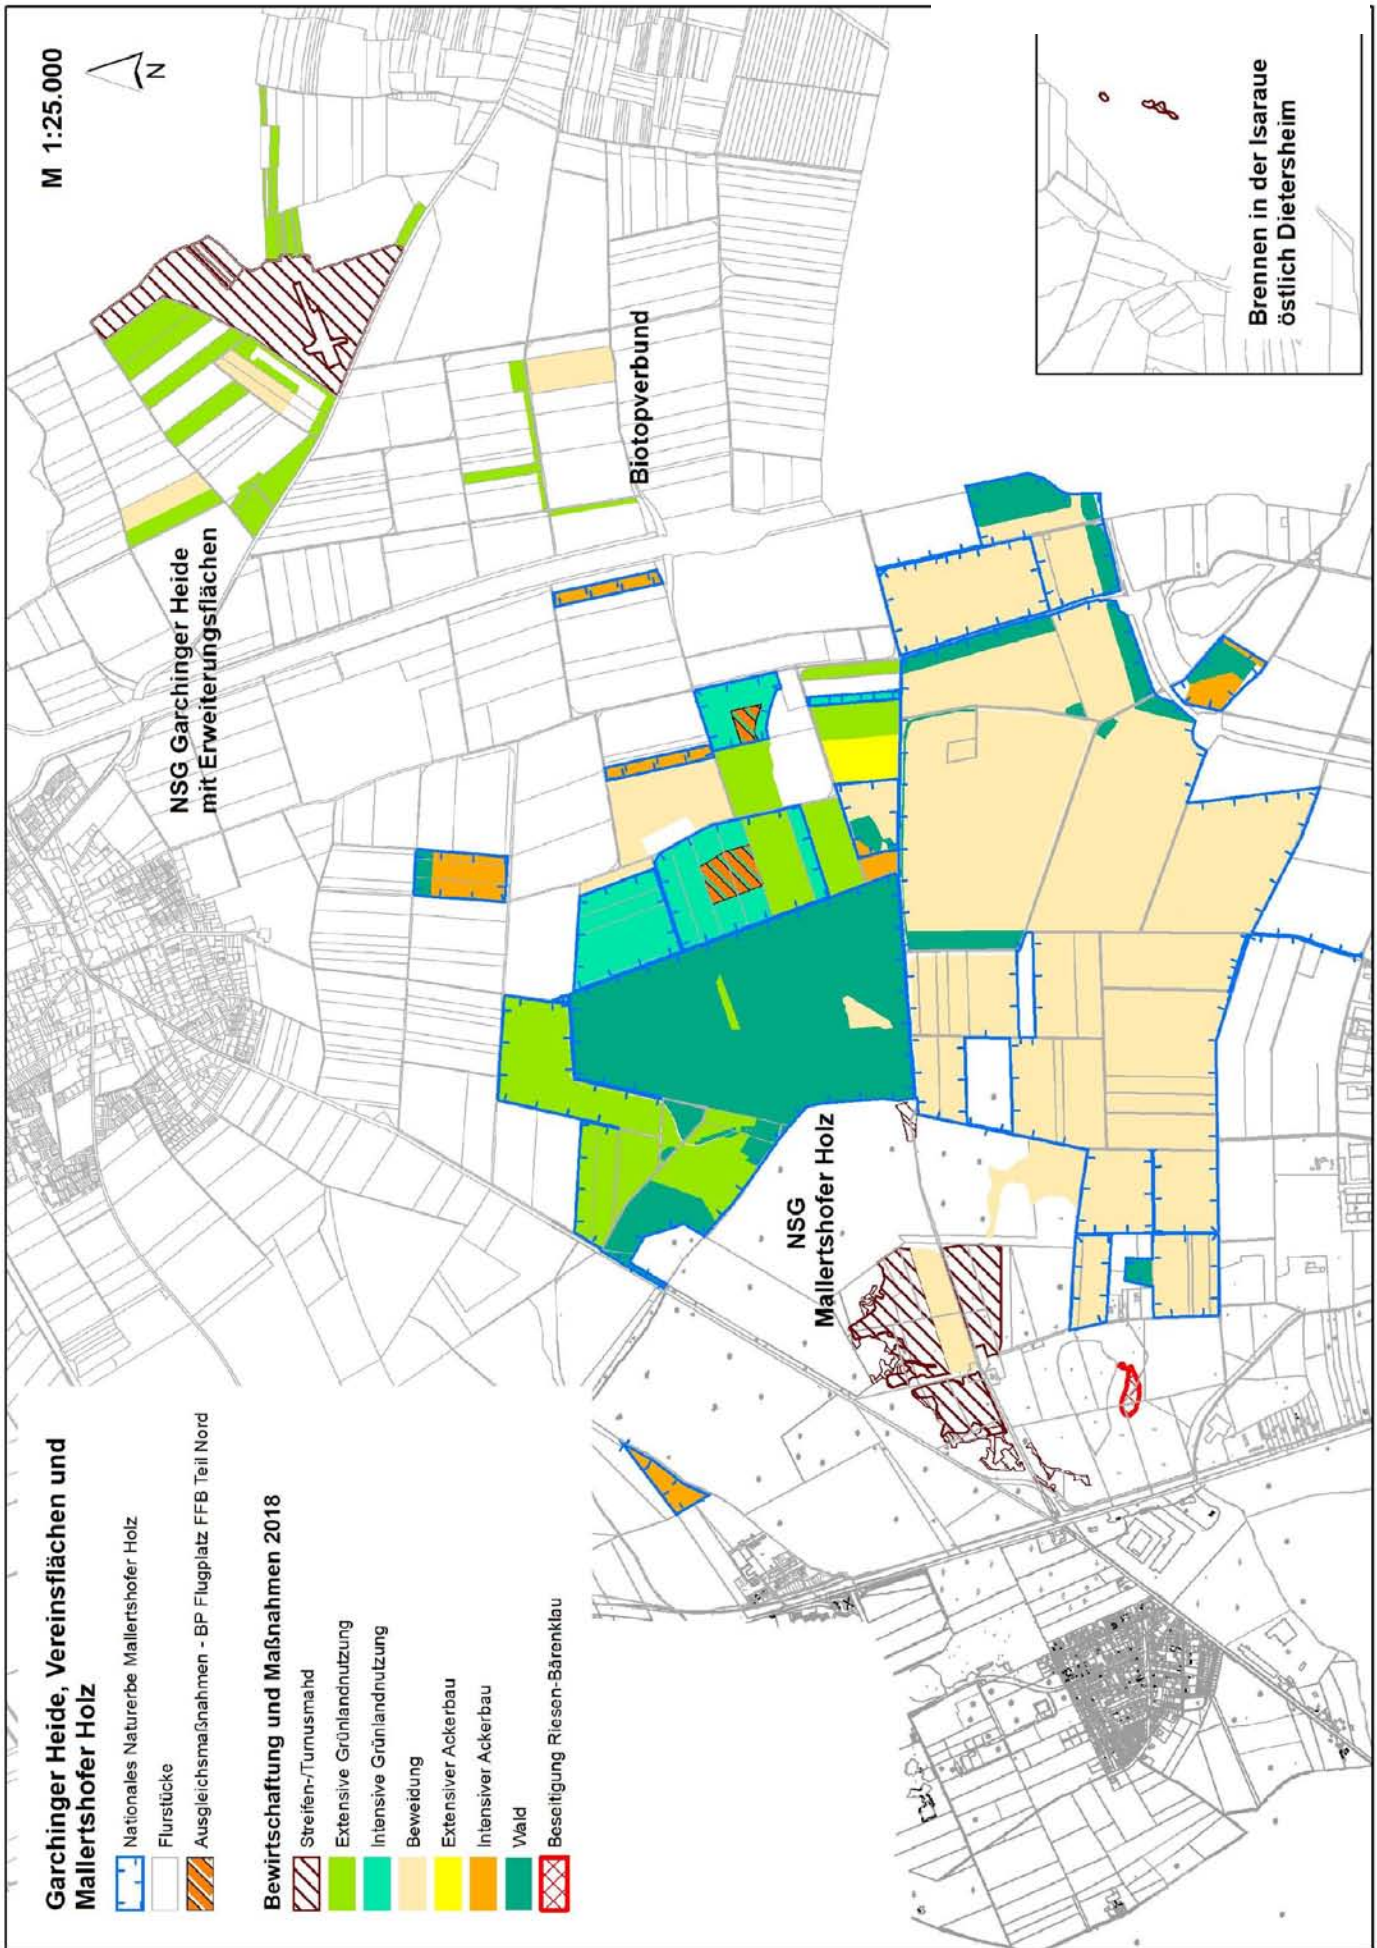 Garchinger Heide, Vereinsflächen und
Mallertshofer Holz
Nationales Naturerbe Mallertshofer Holz
Flurstücke
Ausgleichsmaßnahmen - BP Flugplatz FFB Teil Nord
Bewirtschaftung und Maßnahmen 2018
Streifen-/Turnusmahd
Extensive Grünlandnutzung
Intensive Grünlandnutzung
Beweidung
Extensiver Ackerbau
Intensiver Ackerbau
Wald
Beseitigung Riesen-Bärenklau
M 1:25.000
N
NSG Garchinger Heide
mit Erweiterungsflächen
Biotopverbund
NSG
Mallertshofer Holz
Brennen in der Isaraue
östlich Dietersheim